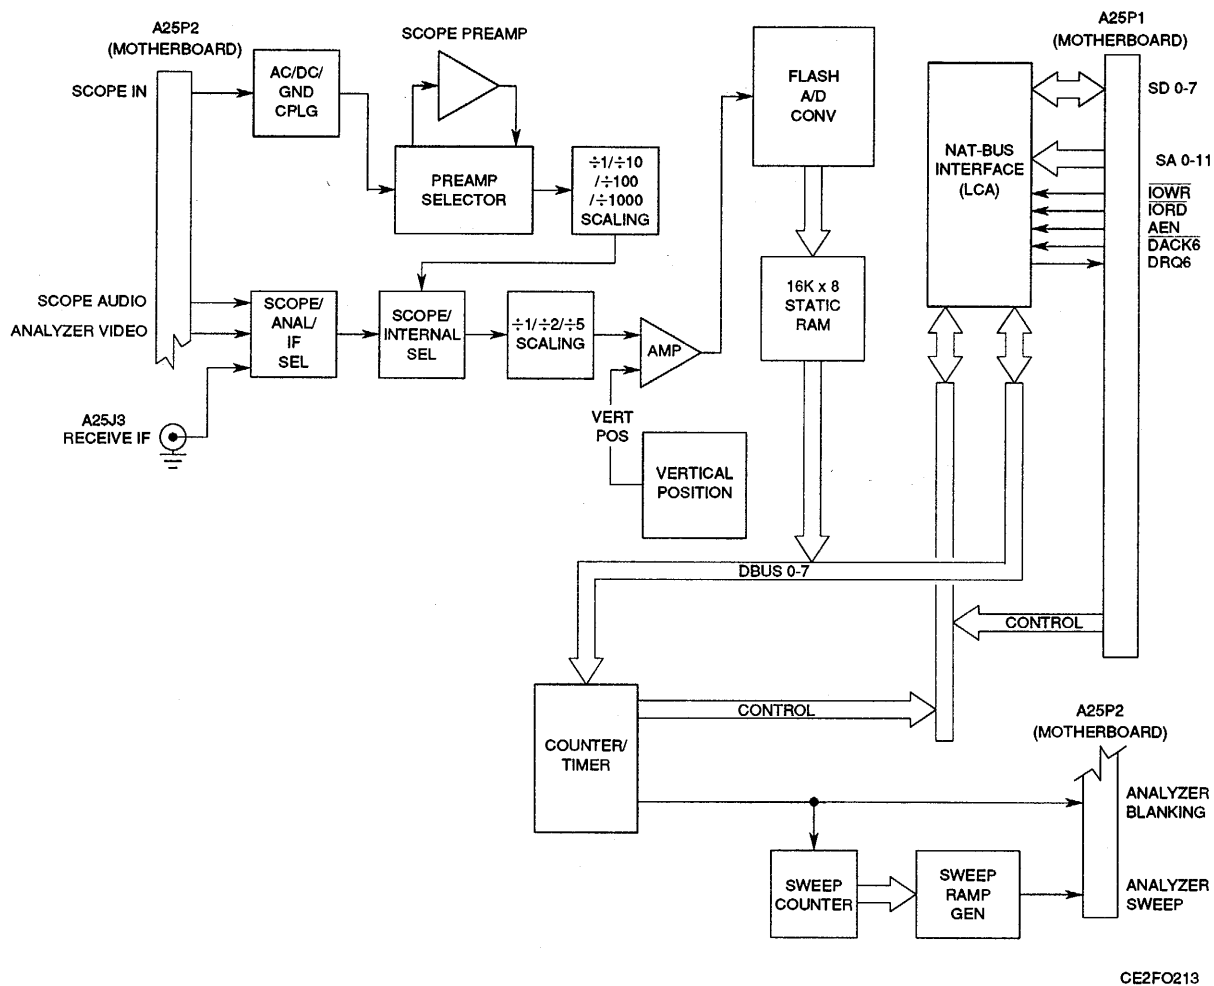 A25P2
(MOTHERBOARD)
SCOPE IN
AC/DC/
GND
CPLG
SCOPE PREAMP
PREAMP
SELECTOR
÷1/÷10
/÷100
/÷1000
SCALING
FLASH
A/D
CONV
A25P1
(MOTHERBOARD)
NAT-BUS
INTERFACE
(LCA)
SD 0-7
SA 0-11
IOWR
IORD
AEN
DACK6
DRQ6
SCOPE AUDIO
ANALYZER VIDEO
SCOPE/
ANAL/
IF
SEL
SCOPE/
INTERNAL
SEL
÷1/÷2/÷5
SCALING
AMP
16K x 8
STATIC
RAM
A25J3
RECEIVE IF
VERT
POS
VERTICAL
POSITION
DBUS 0-7
CONTROL
COUNTER/
TIMER
CONTROL
A25P2
(MOTHERBOARD)
ANALYZER
BLANKING
SWEEP
COUNTER
SWEEP
RAMP
GEN
ANALYZER
SWEEP
CE2FO213